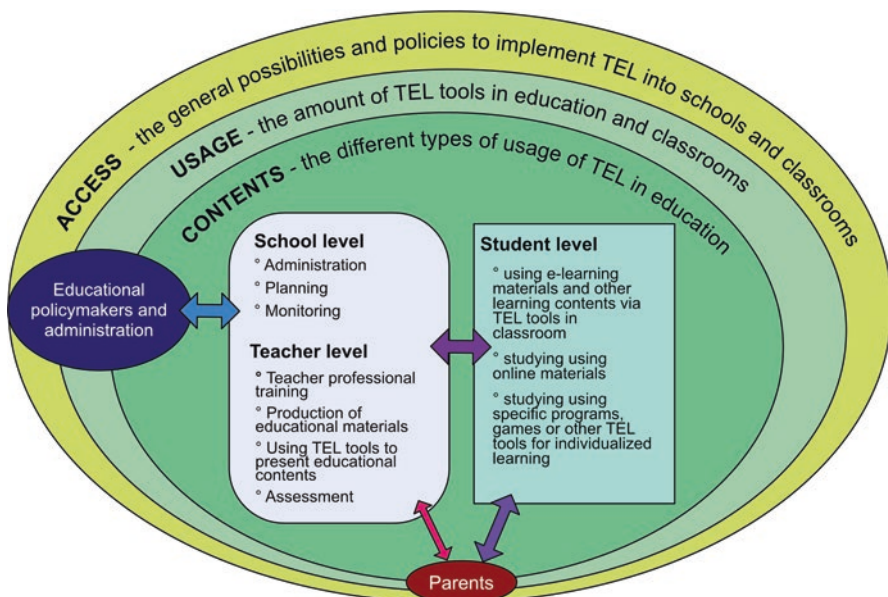 ACCESS - the general possibilities and policies to implement TEL into schools and classrooms
USAGE - the amount of TEL tools in education and classrooms
CONTENTS - the different types of usage of TEL in education
Educational
policymakers and
administration
School level
° Administration
° Planning
° Monitoring
Teacher level
° Teacher professional
training
° Production of
educational materials
° Using TEL tools to
present educational
contents
° Assessment
Student level
° using e-learning
materials and other
learning contents via
TEL tools in
classroom
° studying using
online materials
° studying using
specific programs,
games or other TEL
tools for individualized
learning
Parents